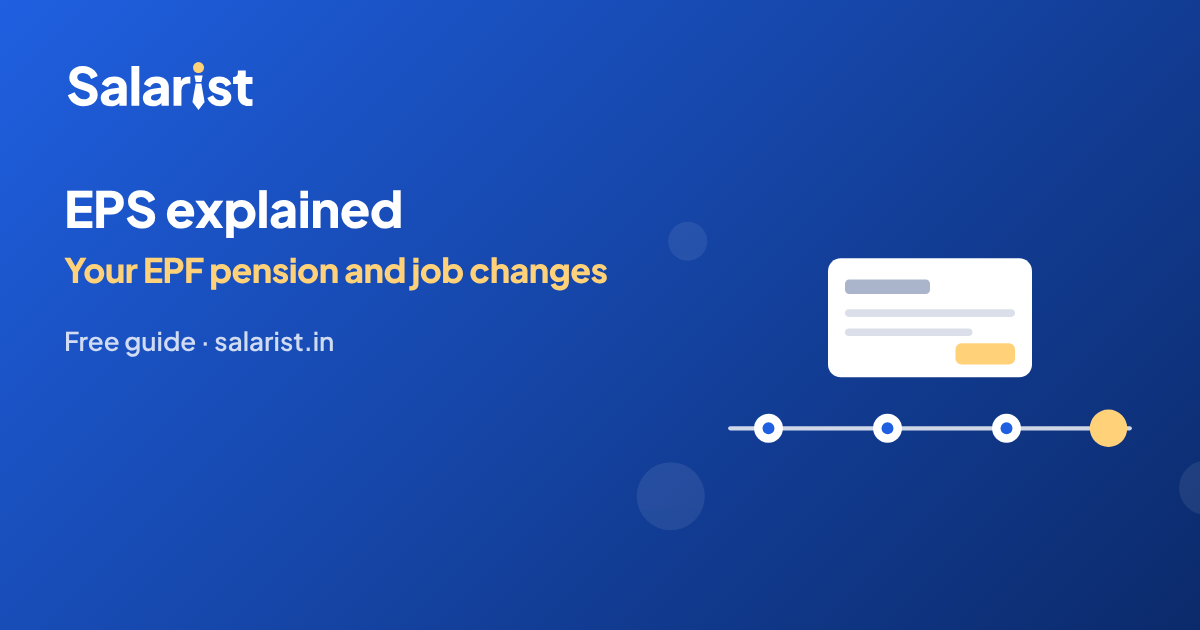 Salarist
EPS explained
Your EPF pension and job changes
Free guide · salarist.in